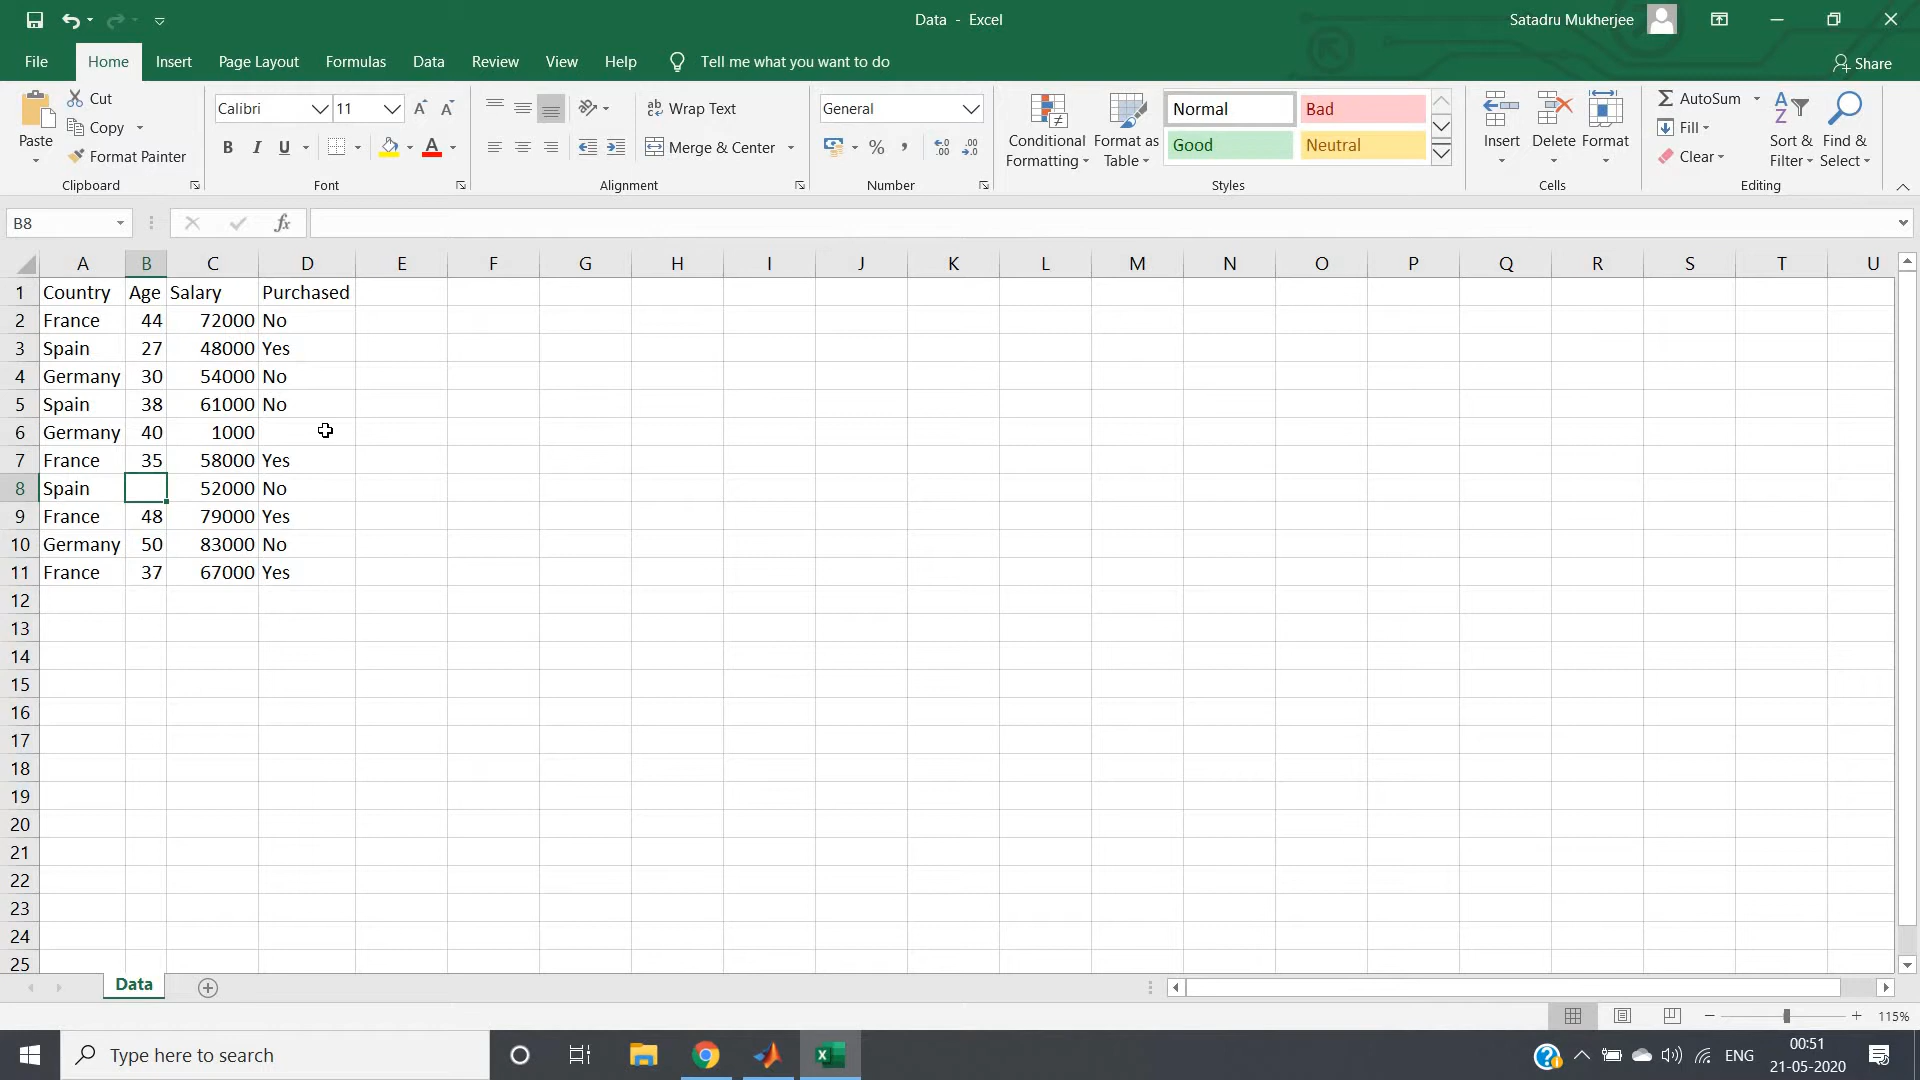 Data - Excel
Satadru Mukherjee
File Home Insert Page Layout Formulas Data Review View Help Tell me what you want to do Share
Paste
Cut
Copy
Format Painter
Clipboard
Calibri 11
B I U A
Font
Wrap Text
Merge & Center
Alignment
General
% ,
Number
Conditional Formatting
Format as Table
Normal Bad
Good Neutral
Styles
Insert Delete Format
Cells
AutoSum
Fill
Clear
Sort & Filter
Find & Select
Editing
B8 fx
A B C D E F G H I J K L M N O P Q R S T U
1 Country Age Salary Purchased
2 France 44 72000 No
3 Spain 27 48000 Yes
4 Germany 30 54000 No
5 Spain 38 61000 No
6 Germany 40 1000
7 France 35 58000 Yes
8 Spain 52000 No
9 France 48 79000 Yes
10 Germany 50 83000 No
11 France 37 67000 Yes
12
13
14
15
16
17
18
19
20
21
22
23
24
25
Data
115%
Type here to search
ENG
00:51
21-05-2020